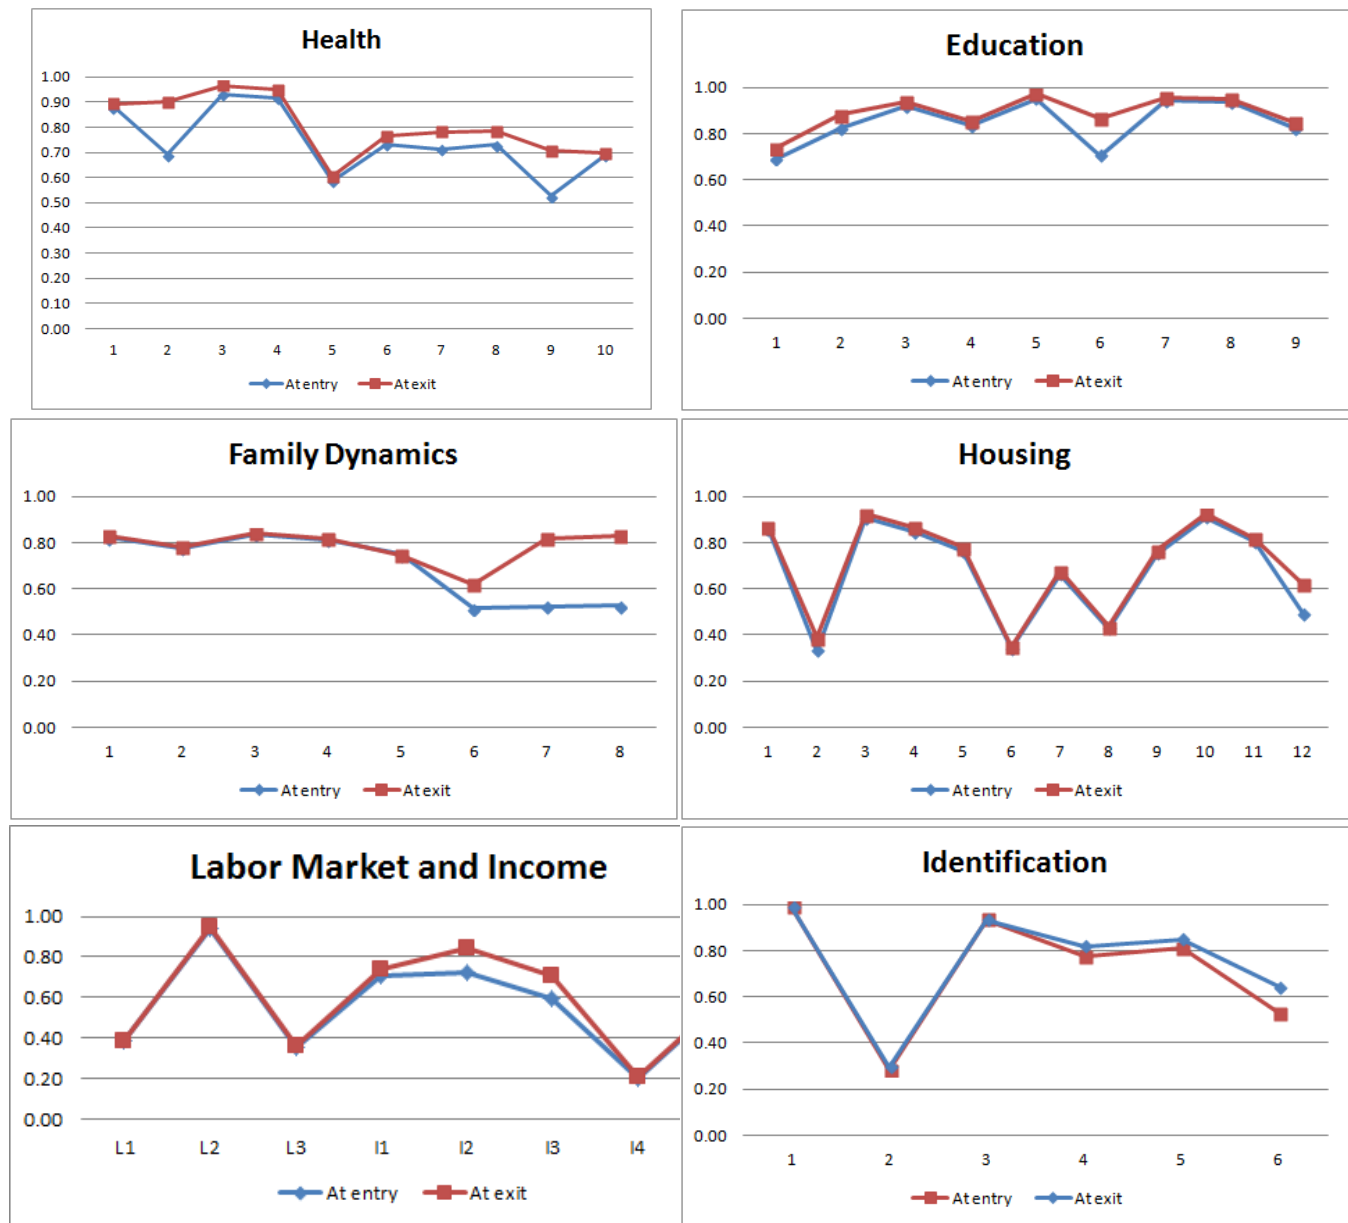 Health
1.00
0.90
0.80
0.70
0.60
0.50
0.40
0.30
0.20
0.10
0.00
1 2 3 4 5 6 7 8 9 10
At entry At exit
Education
1.00
0.80
0.60
0.40
0.20
0.00
1 2 3 4 5 6 7 8 9
At entry At exit
Family Dynamics
1.00
0.80
0.60
0.40
0.20
0.00
1 2 3 4 5 6 7 8
At entry At exit
Housing
1.00
0.80
0.60
0.40
0.20
0.00
1 2 3 4 5 6 7 8 9 10 11 12
At entry At exit
Labor Market and Income
1.00
0.80
0.60
0.40
0.20
0.00
L1 L2 L3 I1 I2 I3 I4
At entry At exit
Identification
1.00
0.80
0.60
0.40
0.20
0.00
1 2 3 4 5 6
At entry At exit